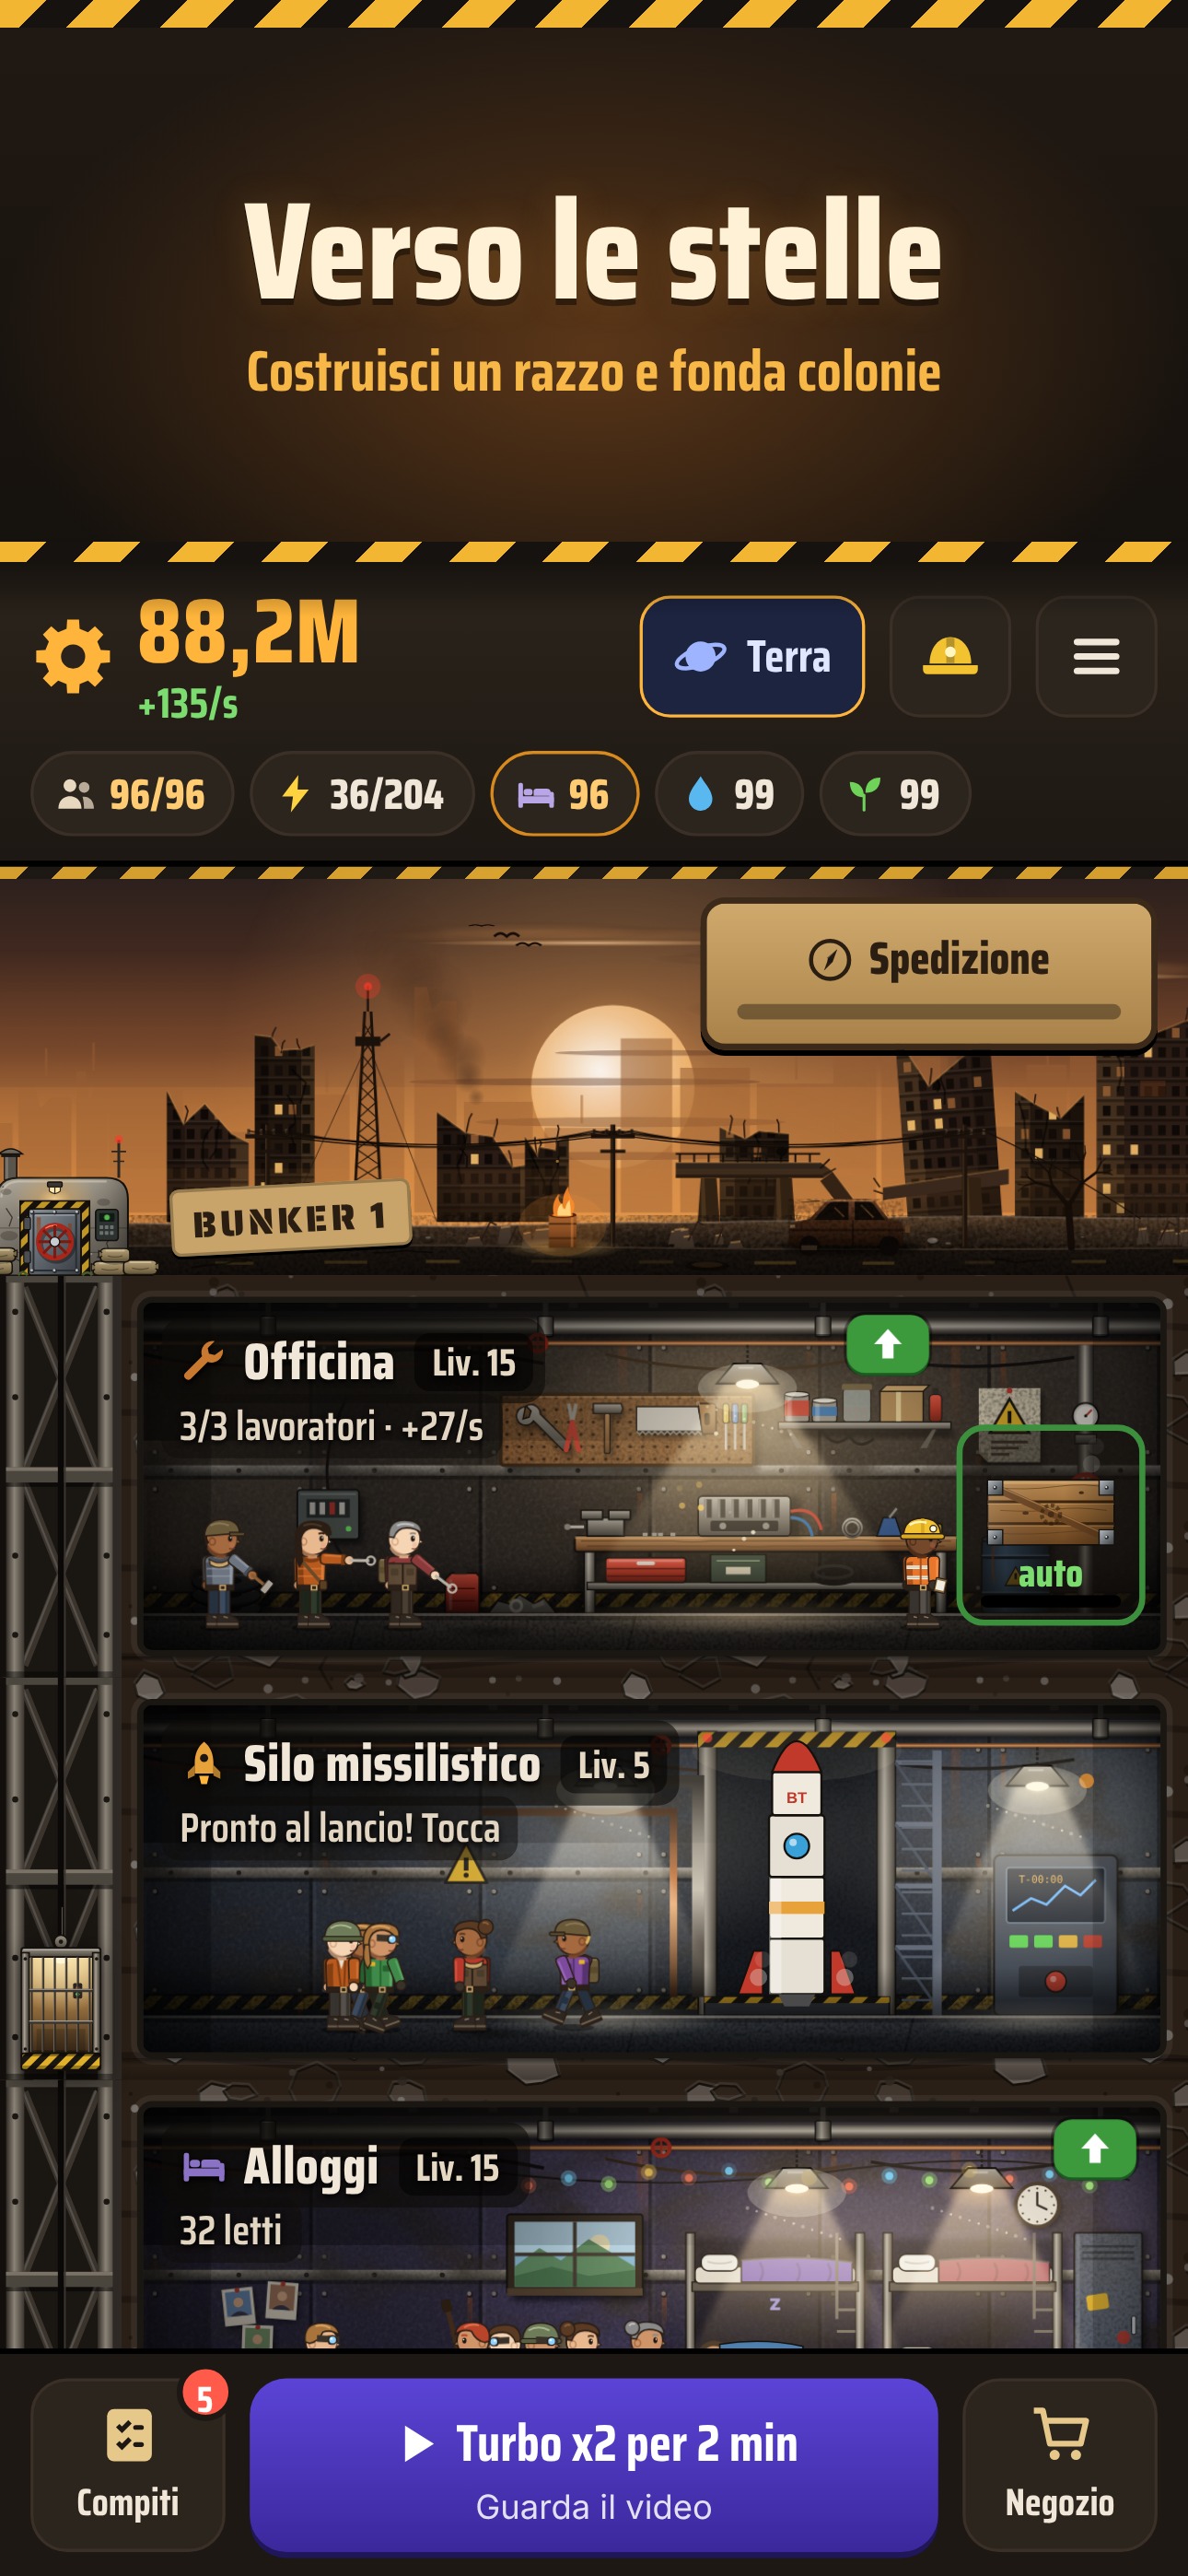 Verso le stelle
Costruisci un razzo e fonda colonie
88,2M
+135/s
Terra
96/96
36/204
96
99
99
Spedizione
BUNKER 1
Officina
Liv. 15
3/3 lavoratori · +27/s
auto
Silo missilistico
Liv. 5
Pronto al lancio! Tocca
BT
T-00:00
Alloggi
Liv. 15
32 letti
z
5
Compiti
Turbo x2 per 2 min
Guarda il video
Negozio